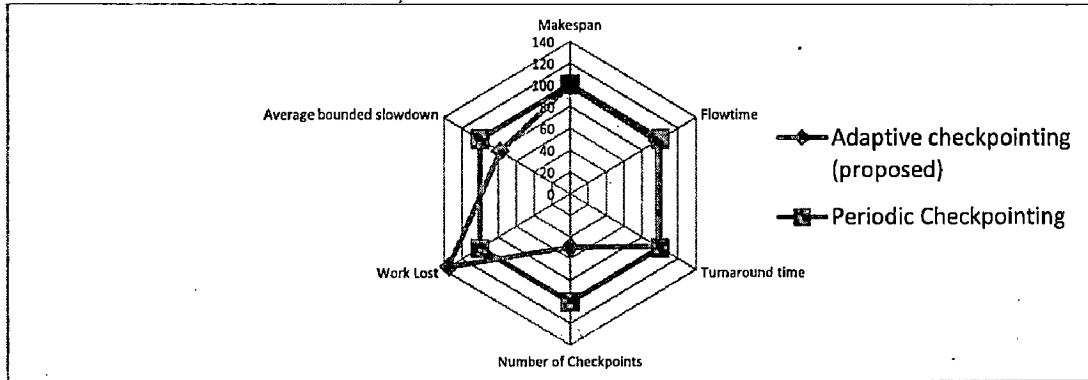 Makespan
140
120
100
80
60
40
20
0
Average bounded slowdown
Flowtime
Work Lost
Turnaround time
Number of Checkpoints
Adaptive checkpointing
(proposed)
Periodic Checkpointing